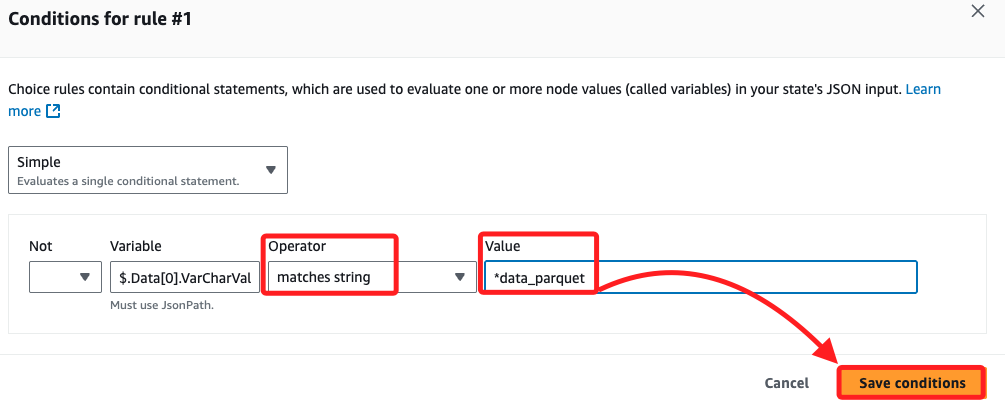 Conditions for rule #1
Choice rules contain conditional statements, which are used to evaluate one or more node values (called variables) in your state's JSON input. Learn
more
Simple
Evaluates a single conditional statement.
Not Variable Operator Value
$.Data[0].VarCharVal matches string *data_parquet
Must use JsonPath.
Cancel Save conditions